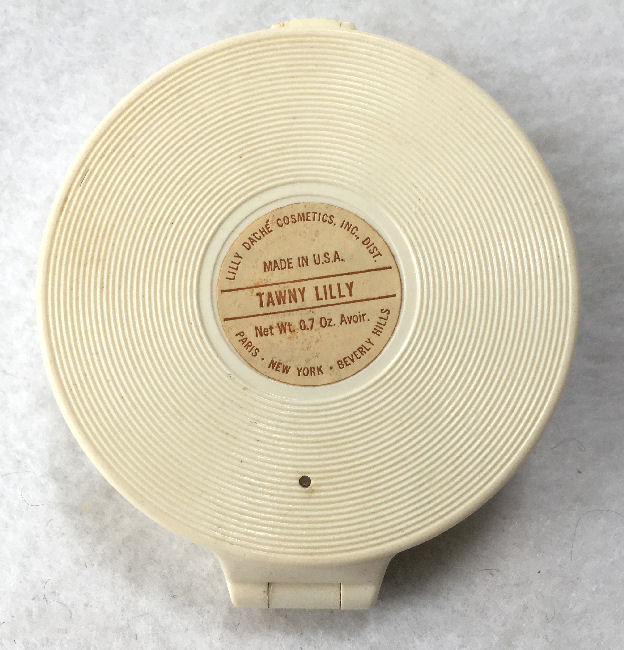 LILLY DACHÉ COSMETICS, INC., DIST.
MADE IN U.S.A.
TAWNY LILLY
Net Wt. 0.7 Oz. Avoir.
PARIS · NEW YORK · BEVERLY HILLS